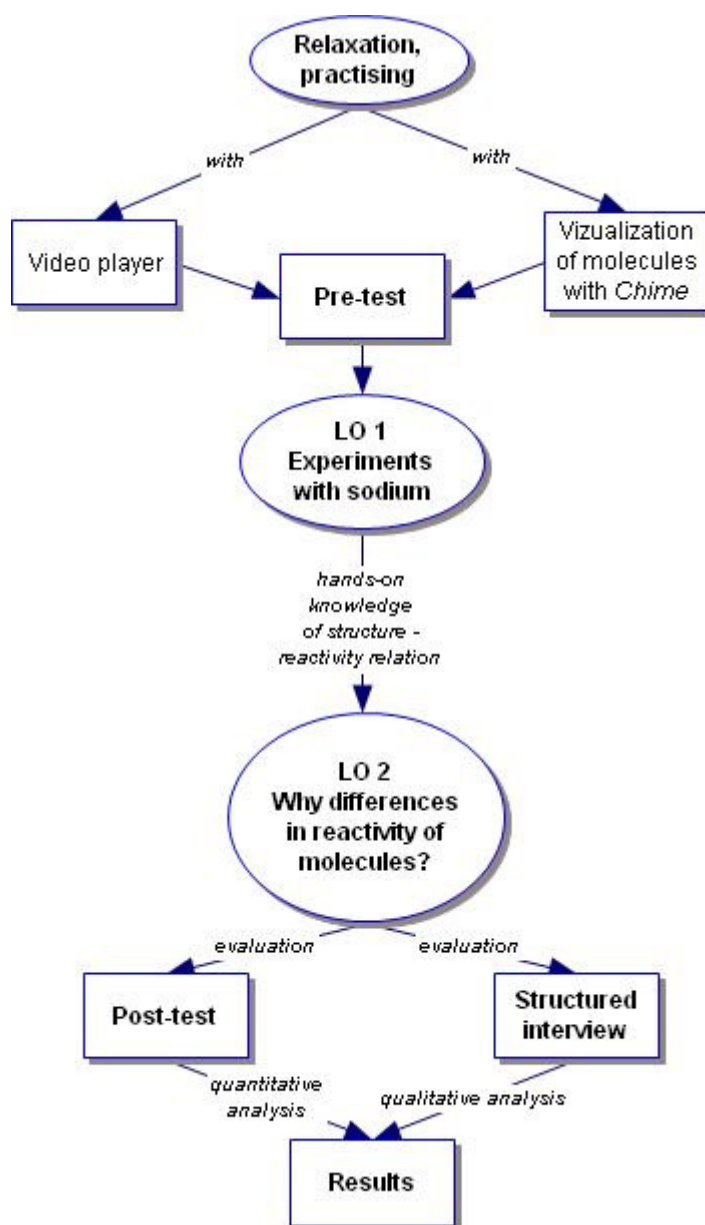 Relaxation,
practising
with
with
Video player
Vizualization
of molecules
with Chime
Pre-test
LO 1
Experiments
with sodium
hands-on
knowledge
of structure -
reactivity relation
LO 2
Why differences
in reactivity of
molecules?
evaluation
evaluation
Post-test
Structured
interview
quantitative
analysis
qualitative analysis
Results